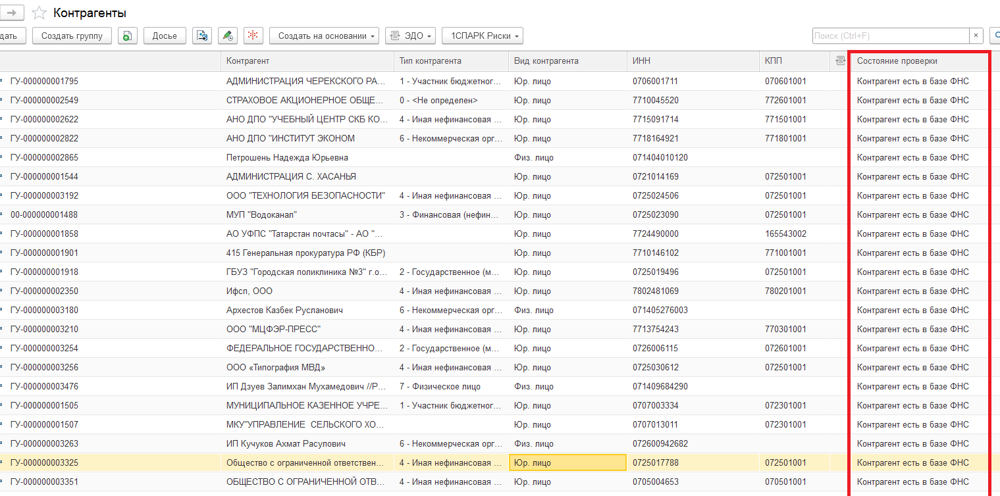 Контрагенты
дать Создать группу Досье Создать на основании ЭДО 1СПАРК Риски Поиск (Ctrl+F) ×
Контрагент Тип контрагента Вид контрагента ИНН КПП Состояние проверки
ГУ-000000001795 АДМИНИСТРАЦИЯ ЧЕРЕКСКОГО РА... 1 - Участник бюджетног... Юр. лицо 0706001711 070601001 Контрагент есть в базе ФНС
ГУ-000000002549 СТРАХОВОЕ АКЦИОНЕРНОЕ ОБЩЕ... 0 - <Не определен> Юр. лицо 7710045520 772601001 Контрагент есть в базе ФНС
ГУ-000000002622 АНО ДПО "УЧЕБНЫЙ ЦЕНТР СКБ КО... 4 - Иная нефинансовая ... Юр. лицо 7715091714 771501001 Контрагент есть в базе ФНС
ГУ-000000002822 АНО ДПО "ИНСТИТУТ ЭКОНОМ 6 - Некоммерческая орг... Юр. лицо 7718164921 771801001 Контрагент есть в базе ФНС
ГУ-000000002865 Петрошень Надежда Юрьевна Физ. лицо 071404010120 Контрагент есть в базе ФНС
ГУ-000000001544 АДМИНИСТРАЦИЯ С. ХАСАНЬЯ Юр. лицо 0721014169 072501001 Контрагент есть в базе ФНС
ГУ-000000003192 ООО "ТЕХНОЛОГИЯ БЕЗОПАСНОСТИ" 4 - Иная нефинансовая ... Юр. лицо 0725024506 072501001 Контрагент есть в базе ФНС
00-000000001488 МУП "Водоканал" 3 - Финансовая (нефин... Юр. лицо 0725023090 072501001 Контрагент есть в базе ФНС
ГУ-000000001858 АО УФПС "Татарстан почтасы" - АО "... Юр. лицо 7724490000 165543002 Контрагент есть в базе ФНС
ГУ-000000001901 415 Генеральная прокуратура РФ (КБР) Юр. лицо 7710146102 771001001 Контрагент есть в базе ФНС
ГУ-000000001918 ГБУЗ "Городская поликлиника №3" г.о... 2 - Государственное (м... Юр. лицо 0725019496 072501001 Контрагент есть в базе ФНС
ГУ-000000002350 Ифсп, ООО 4 - Иная нефинансовая ... Юр. лицо 7802481069 780201001 Контрагент есть в базе ФНС
ГУ-000000003180 Архестов Казбек Русланович 6 - Некоммерческая орг... Физ. лицо 071405276003 Контрагент есть в базе ФНС
ГУ-000000003210 ООО "МЦФЭР-ПРЕСС" 4 - Иная нефинансовая ... Юр. лицо 7713754243 770301001 Контрагент есть в базе ФНС
ГУ-000000003254 ФЕДЕРАЛЬНОЕ ГОСУДАРСТВЕННО... 2 - Государственное (м... Юр. лицо 0726006115 072601001 Контрагент есть в базе ФНС
ГУ-000000003256 ООО «Типография МВД» 4 - Иная нефинансовая ... Юр. лицо 0725030612 072501001 Контрагент есть в базе ФНС
ГУ-000000003476 ИП Дзуев Залимхан Мухамедович //Р... 7 - Физическое лицо Физ. лицо 071409684290 Контрагент есть в базе ФНС
ГУ-000000001505 МУНИЦИПАЛЬНОЕ КАЗЕННОЕ УЧРЕ... 1 - Участник бюджетног... Юр. лицо 0707003334 072301001 Контрагент есть в базе ФНС
ГУ-000000001507 МКУ"УПРАВЛЕНИЕ СЕЛЬСКОГО ХО... Юр. лицо 0707013011 072301001 Контрагент есть в базе ФНС
ГУ-000000003263 ИП Кучуков Ахмат Расулович 6 - Некоммерческая орг... Физ. лицо 072600942682 Контрагент есть в базе ФНС
ГУ-000000003325 Общество с ограниченной ответствен... 4 - Иная нефинансовая ... Юр. лицо 0725017788 072501001 Контрагент есть в базе ФНС
ГУ-000000003351 ОБЩЕСТВО С ОГРАНИЧЕННОЙ ОТВ... 4 - Иная нефинансовая ... Юр. лицо 0705004653 070501001 Контрагент есть в базе ФНС